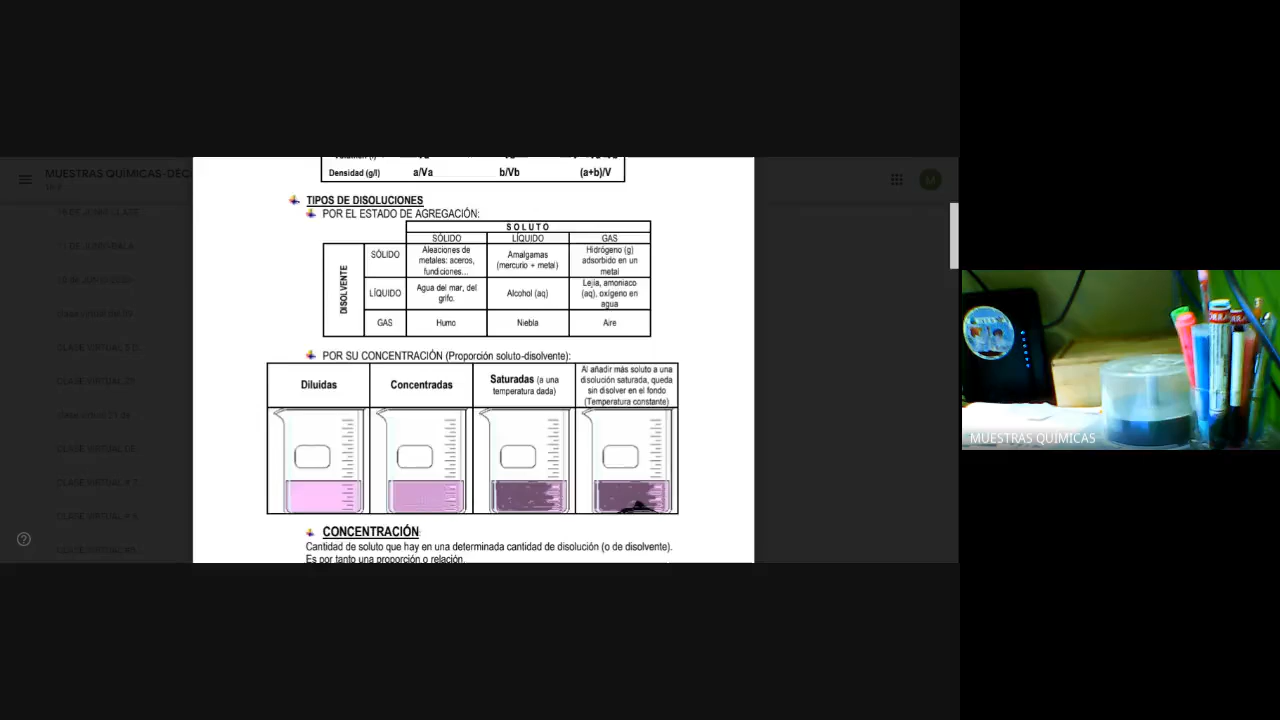 Densidad (g/l) a/Va b/Vb (a+b)/V
MUESTRAS QUÍMICAS-DÉC
TIPOS DE DISOLUCIONES
POR EL ESTADO DE AGREGACIÓN:
SOLUTO
SÓLIDO LÍQUIDO GAS
DISOLVENTE
SÓLIDO
Aleaciones de
metales: aceros,
fundiciones...
Amalgamas
(mercurio + metal)
Hidrógeno (g)
adsorbido en un
metal
LÍQUIDO
Agua del mar, del
grifo.
Alcohol (aq)
Lejía, amoniaco
(aq), oxígeno en
agua
GAS Humo Niebla Aire
POR SU CONCENTRACIÓN (Proporción soluto-disolvente):
Diluidas
Concentradas
Saturadas (a una
temperatura dada)
Al añadir más soluto a una
disolución saturada, queda
sin disolver en el fondo
(Temperatura constante)
CONCENTRACIÓN:
Cantidad de soluto que hay en una determinada cantidad de disolución (o de disolvente).
Es por tanto una proporción o relación.
M
MUESTRAS QUÍMICAS